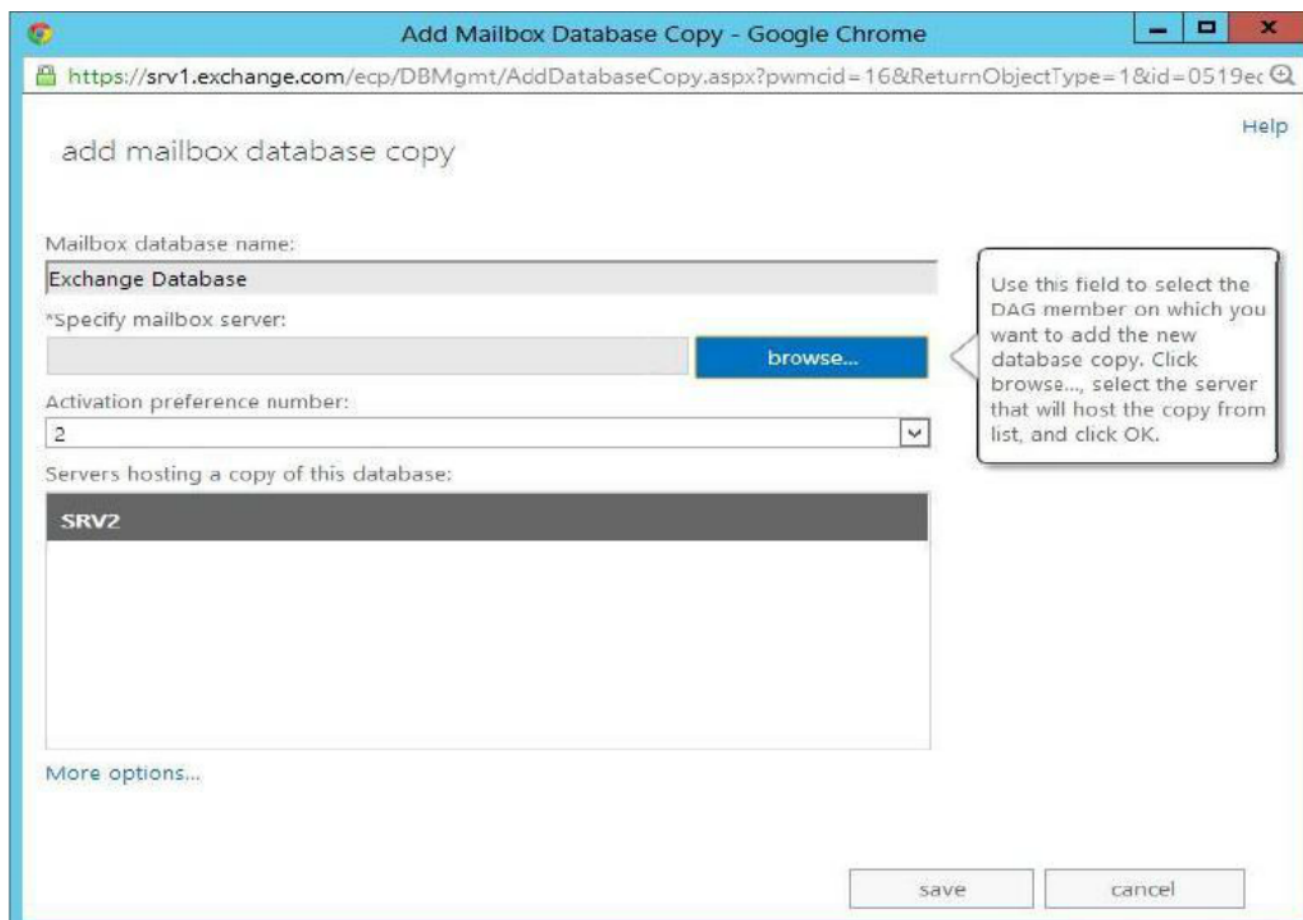 Add Mailbox Database Copy - Google Chrome
https://srv1.exchange.com/ecp/DBMgmt/AddDatabaseCopy.aspx?pwmcid=16&ReturnObjectType=1&id=0519ec
Help
add mailbox database copy
Mailbox database name:
Exchange Database
*Specify mailbox server:
browse...
Use this field to select the
DAG member on which you
want to add the new
database copy. Click
browse..., select the server
that will host the copy from
list, and click OK.
Activation preference number:
2
Servers hosting a copy of this database:
SRV2
More options...
save
cancel